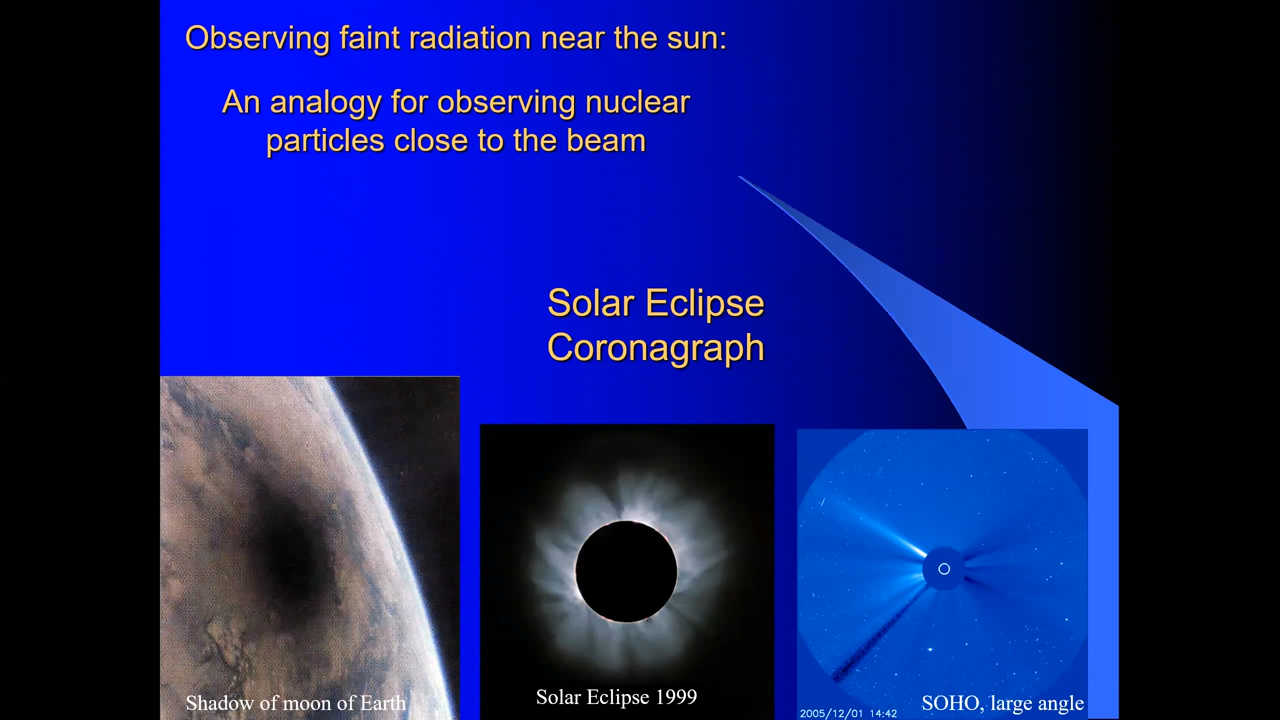 Observing faint radiation near the sun:
An analogy for observing nuclear
particles close to the beam
Solar Eclipse
Coronagraph
Shadow of moon of Earth
Solar Eclipse 1999
SOHO, large angle
2005/12/01 14:42